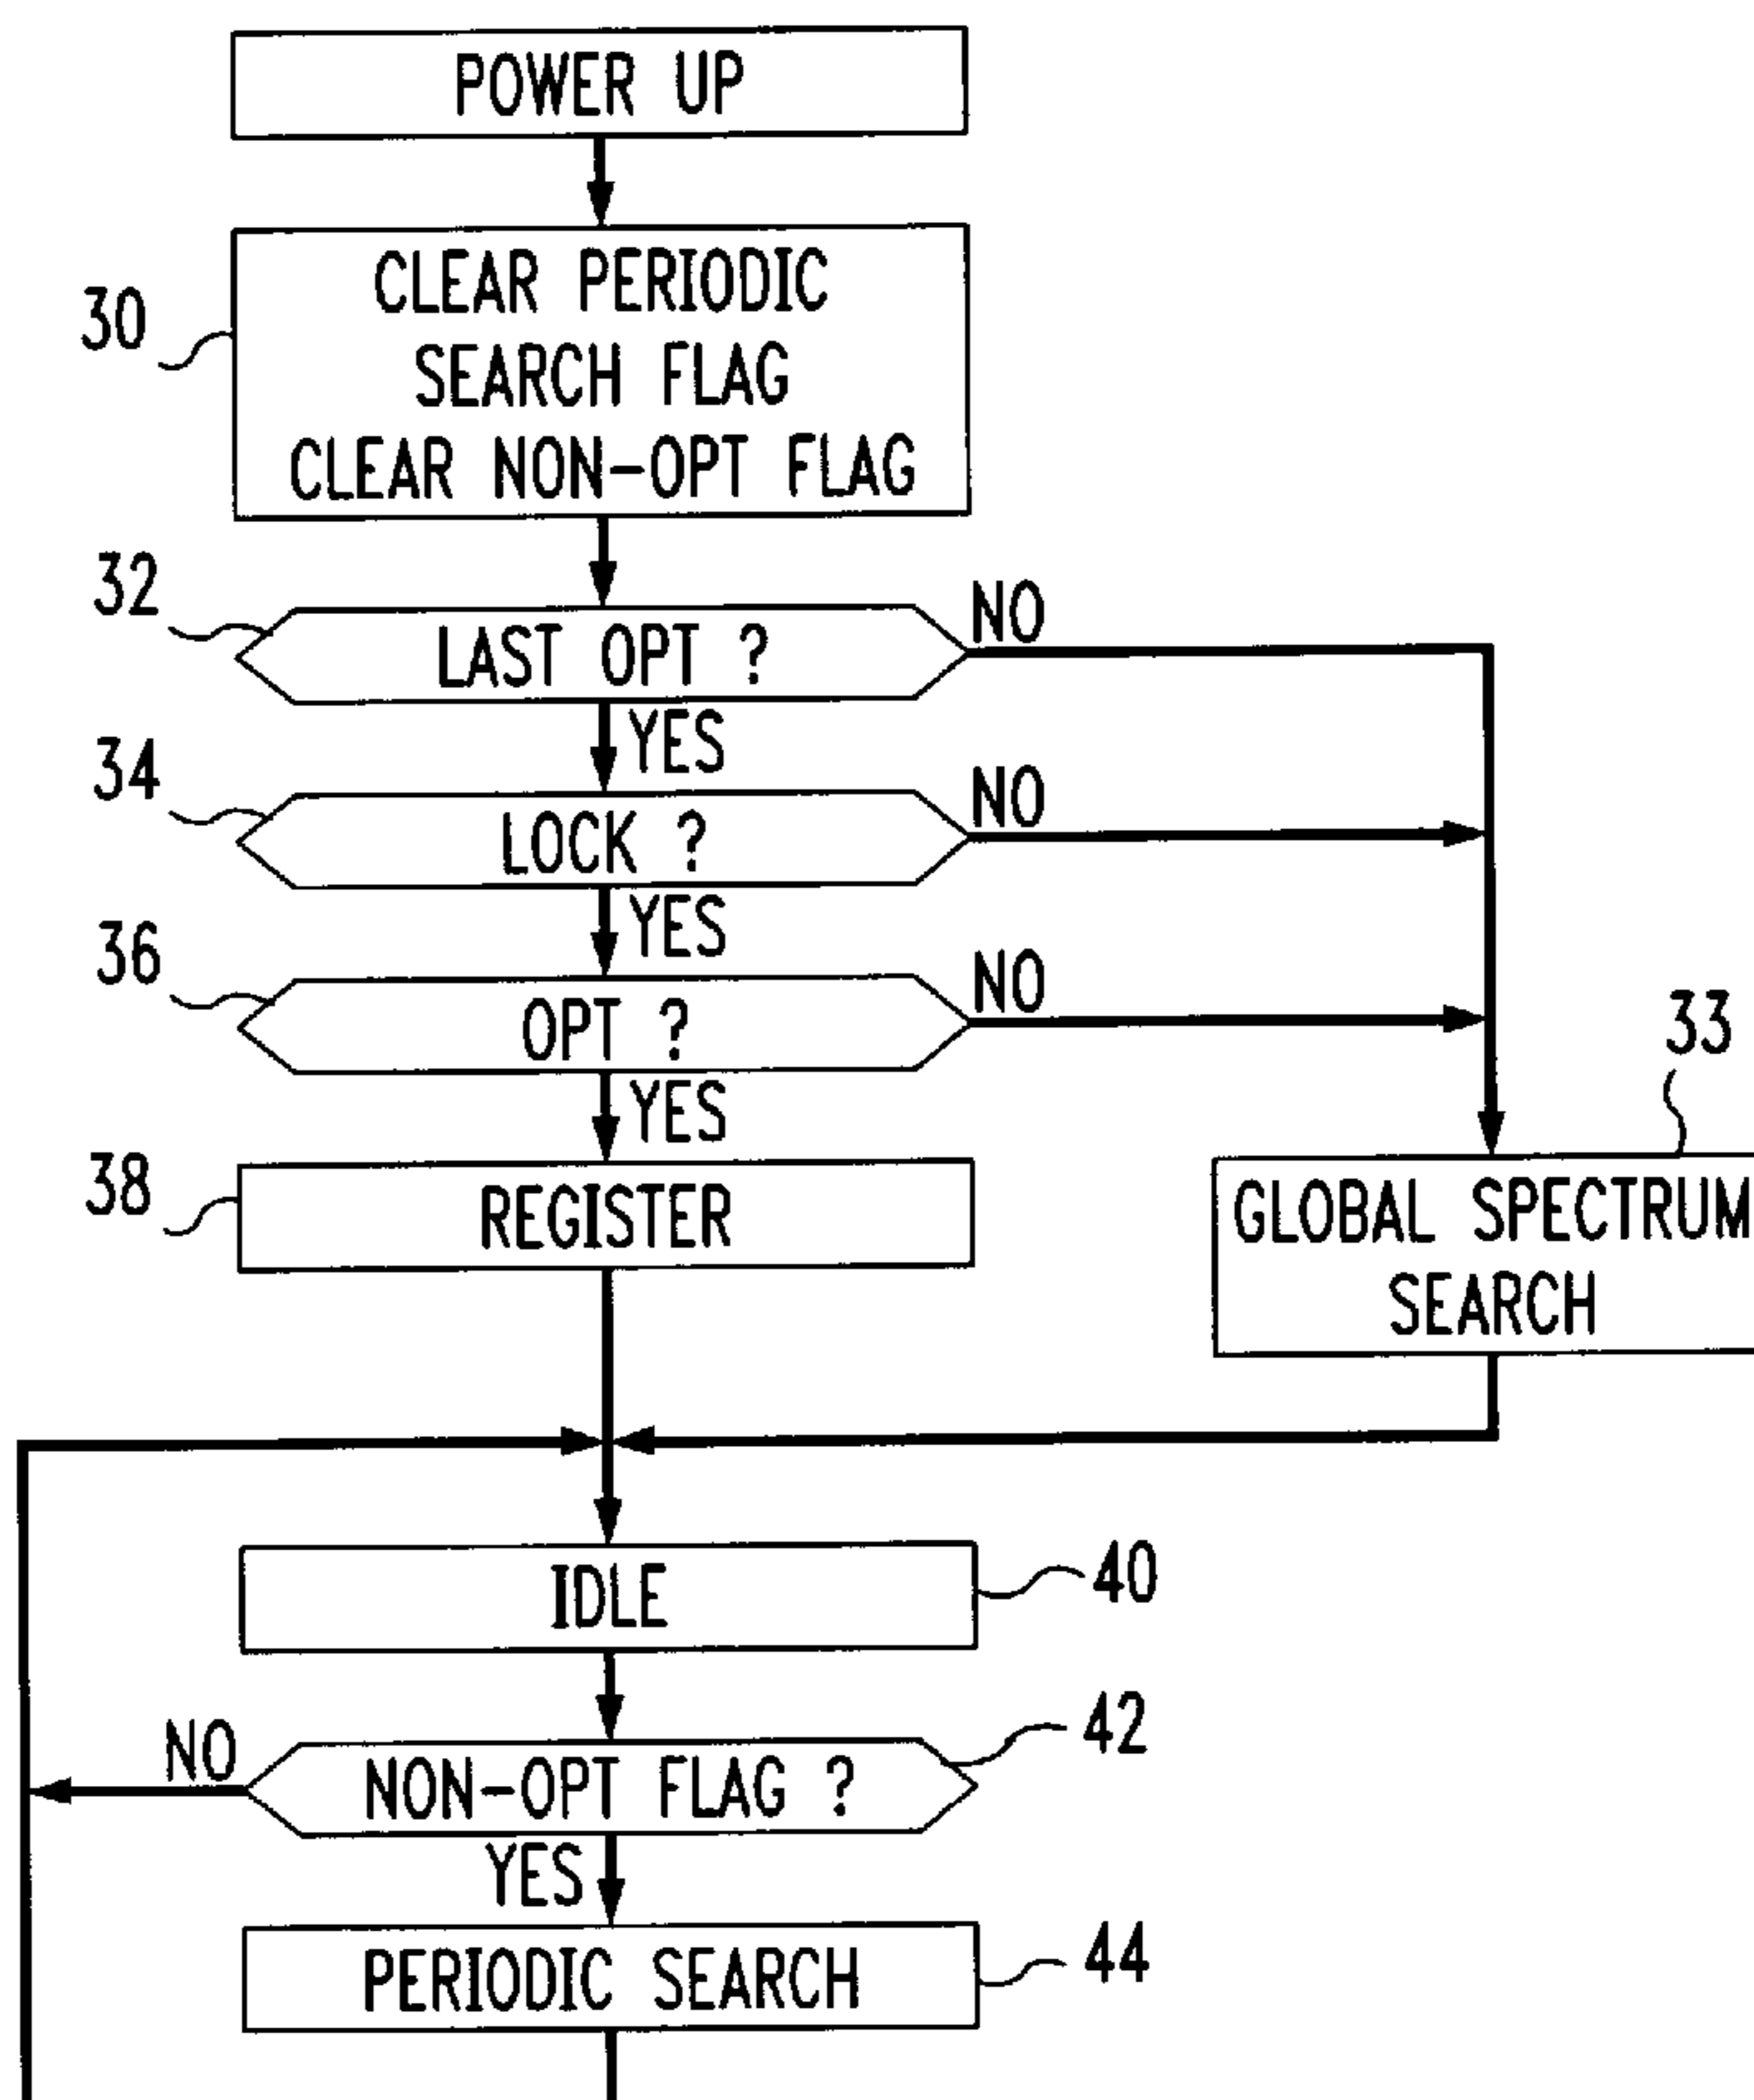 POWER UP
30
CLEAR PERIODIC
SEARCH FLAG
CLEAR NON-OPT FLAG
32
LAST OPT ?
NO
YES
34
LOCK ?
NO
YES
36
OPT ?
NO
YES
33
38
REGISTER
GLOBAL SPECTRUM
SEARCH
IDLE
40
42
NO
NON-OPT FLAG ?
YES
PERIODIC SEARCH
44